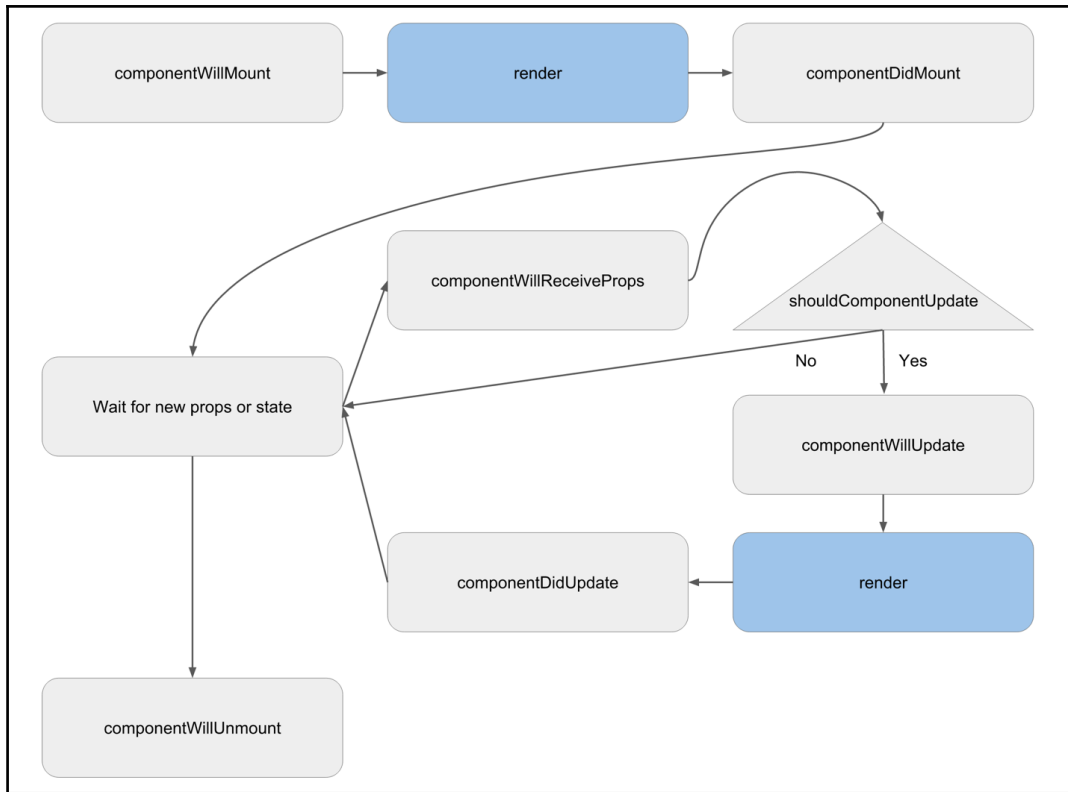 componentWillMount
render
componentDidMount
componentWillReceiveProps
shouldComponentUpdate
No
Yes
Wait for new props or state
componentWillUpdate
componentDidUpdate
render
componentWillUnmount